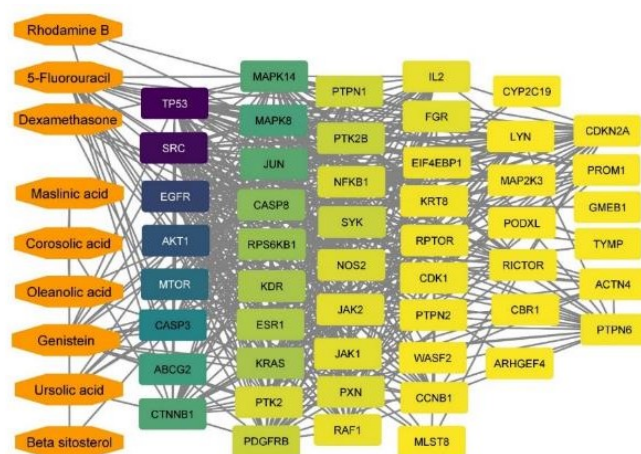 Rhodamine B
5-Fluorouracil
Dexamethasone
Maslinic acid
Corosolic acid
Oleanolic acid
Genistein
Ursolic acid
Beta sitosterol
TP53
SRC
EGFR
AKT1
MTOR
CASP3
ABCG2
CTNNB1
MAPK14
MAPK8
JUN
CASP8
RPS6KB1
KDR
ESR1
KRAS
PTK2
PDGFRB
PTPN1
PTK2B
NFKB1
SYK
NOS2
JAK2
JAK1
PXN
RAF1
IL2
FGR
EIF4EBP1
KRT8
RPTOR
CDK1
PTPN2
WASF2
CCNB1
MLST8
CYP2C19
LYN
MAP2K3
PODXL
RICTOR
CBR1
ARHGEF4
CDKN2A
PROM1
GMEB1
TYMP
ACTN4
PTPN6